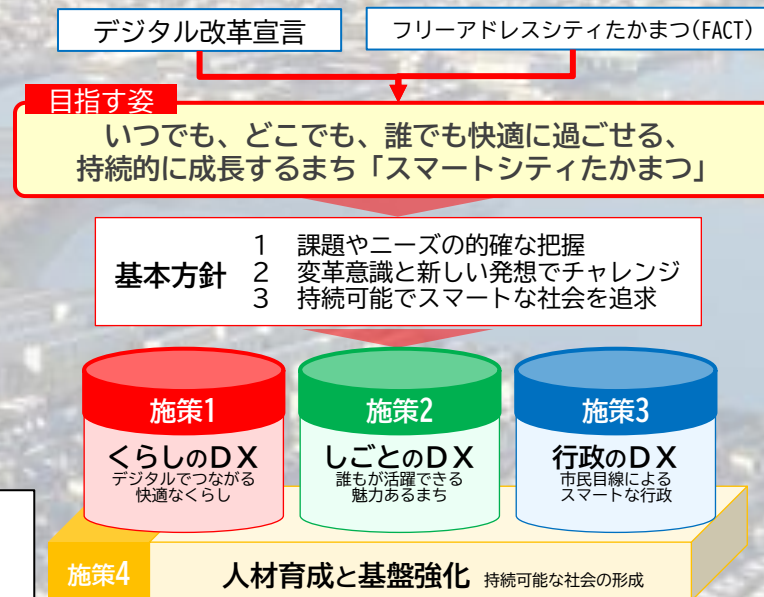 デジタル改革宣言
フリーアドレスシティたかまつ(FACT)
目指す姿
いつでも、どこでも、誰でも快適に過ごせる、
持続的に成長するまち「スマートシティたかまつ」
基本方針
1 課題やニーズの的確な把握
2 変革意識と新しい発想でチャレンジ
3 持続可能でスマートな社会を追求
施策1
くらしのDX
デジタルでつながる
快適なくらし
施策2
しごとのDX
誰もが活躍できる
魅力あるまち
施策3
行政のDX
市民目線による
スマートな行政
施策4
人材育成と基盤強化 持続可能な社会の形成